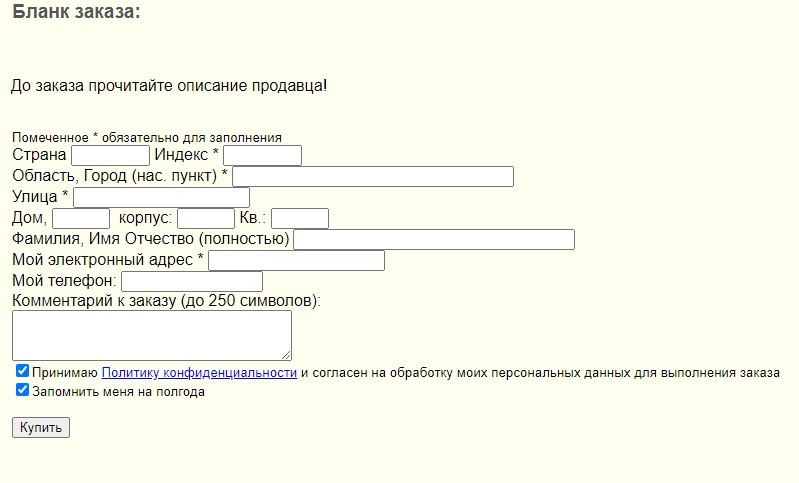 Бланк заказа:
До заказа прочитайте описание продавца!
Помеченное * обязательно для заполнения
Страна Индекс *
Область, Город (нас. пункт) *
Улица *
Дом, корпус: Кв.:
Фамилия, Имя Отчество (полностью)
Мой электронный адрес *
Мой телефон:
Комментарий к заказу (до 250 символов):
Принимаю Политику конфиденциальности и согласен на обработку моих персональных данных для выполнения заказа
Запомнить меня на полгода
Купить